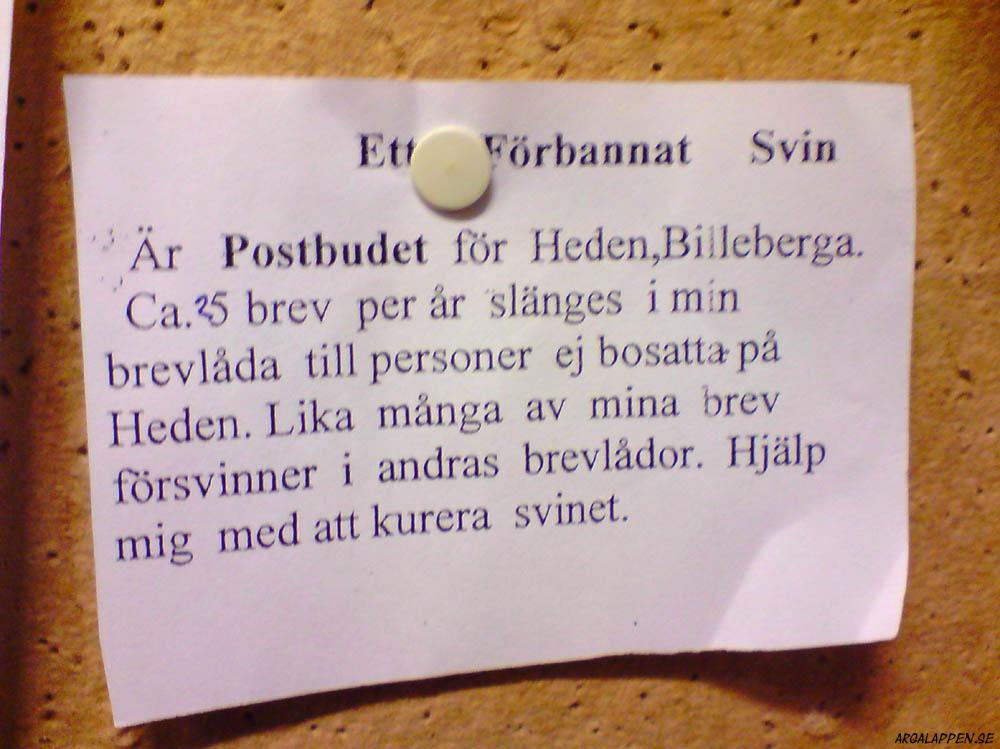 Ett Förbannat Svin
Är Postbudet för Heden,Billeberga.
Ca.25 brev per år slänges i min
brevlåda till personer ej bosatta på
Heden. Lika många av mina brev
försvinner i andras brevlådor. Hjälp
mig med att kurera svinet.
ARGALAPPEN.SE